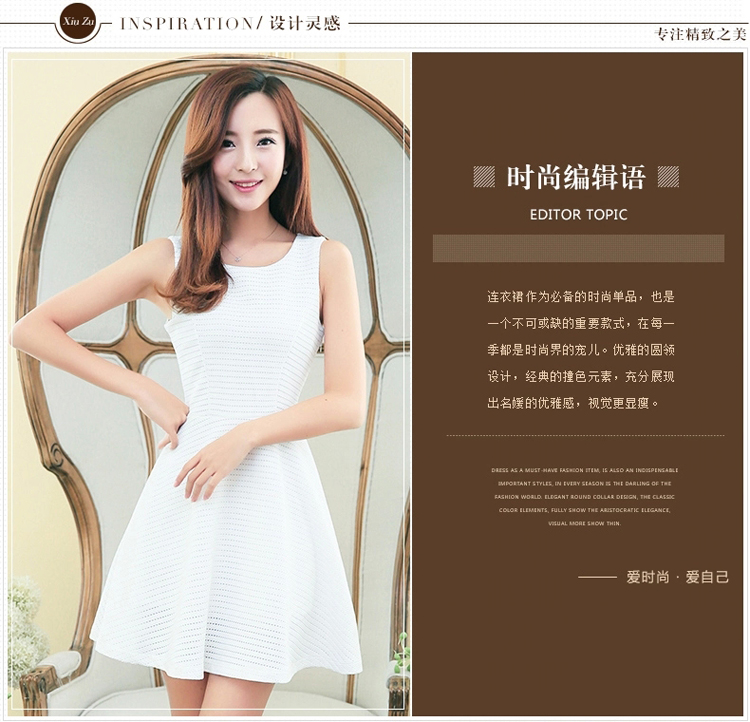 Xiu Zu
INSPIRATION/ 设计灵感
专注精致之美
时尚编辑语
EDITOR TOPIC
连衣裙作为必备的时尚单品，也是
一个不可或缺的重要款式，在每一
季都是时尚界的宠儿。优雅的圆领
设计，经典的撞色元素，充分展现
出名媛的优雅感，视觉更显瘦。
DRESS AS A MUST-HAVE FASHION ITEM, IS ALSO AN INDISPENSABLE
IMPORTANT STYLES, IN EVERY SEASON IS THE DARLING OF THE
FASHION WORLD. ELEGANT ROUND COLLAR DESIGN, THE CLASSIC
COLOR ELEMENTS, FULLY SHOW THE ARISTOCRATIC ELEGANCE,
VISUAL MORE SHOW THIN.
爱时尚 · 爱自己